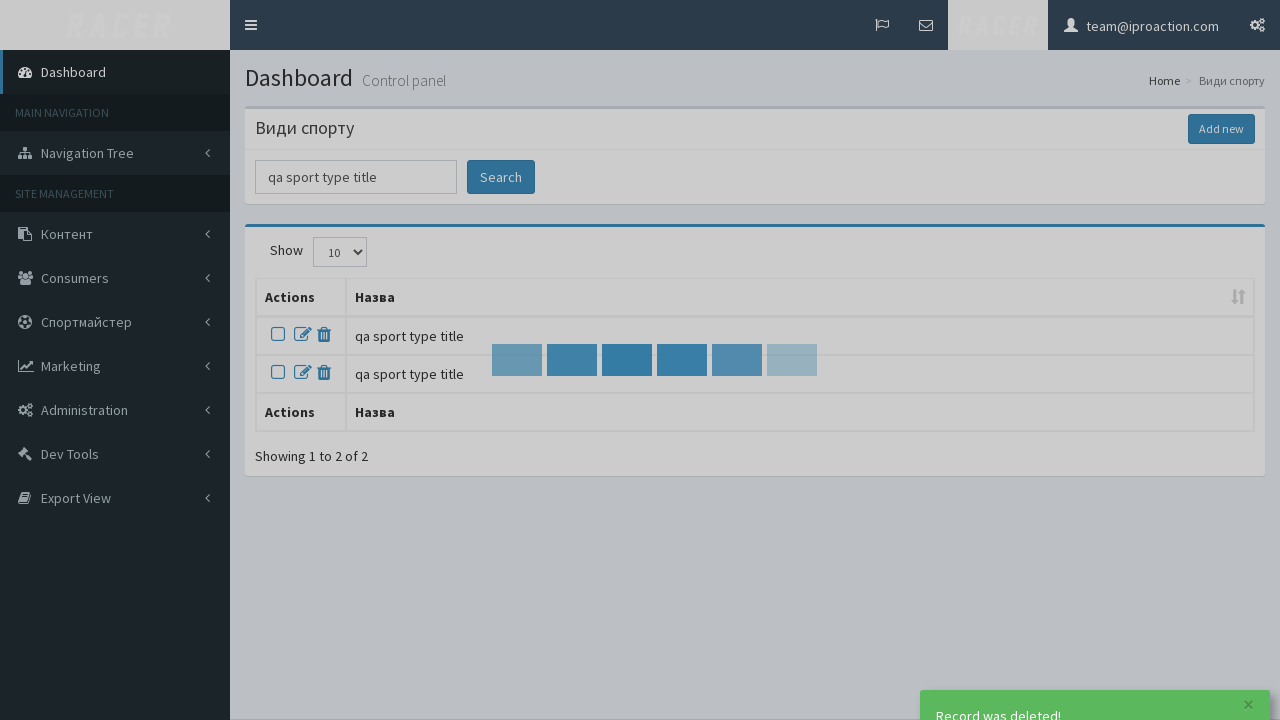 RACER
RACER
team@iproaction.com
Dashboard
MAIN NAVIGATION
Navigation Tree
SITE MANAGEMENT
Контент
Consumers
Спортмайстер
Marketing
Administration
Dev Tools
Export View
Dashboard Control panel
Home > Види спорту
Види спорту
Add new
qa sport type title
Search
Show 10
Actions Назва
qa sport type title
qa sport type title
Actions Назва
Showing 1 to 2 of 2
×
Record was deleted!